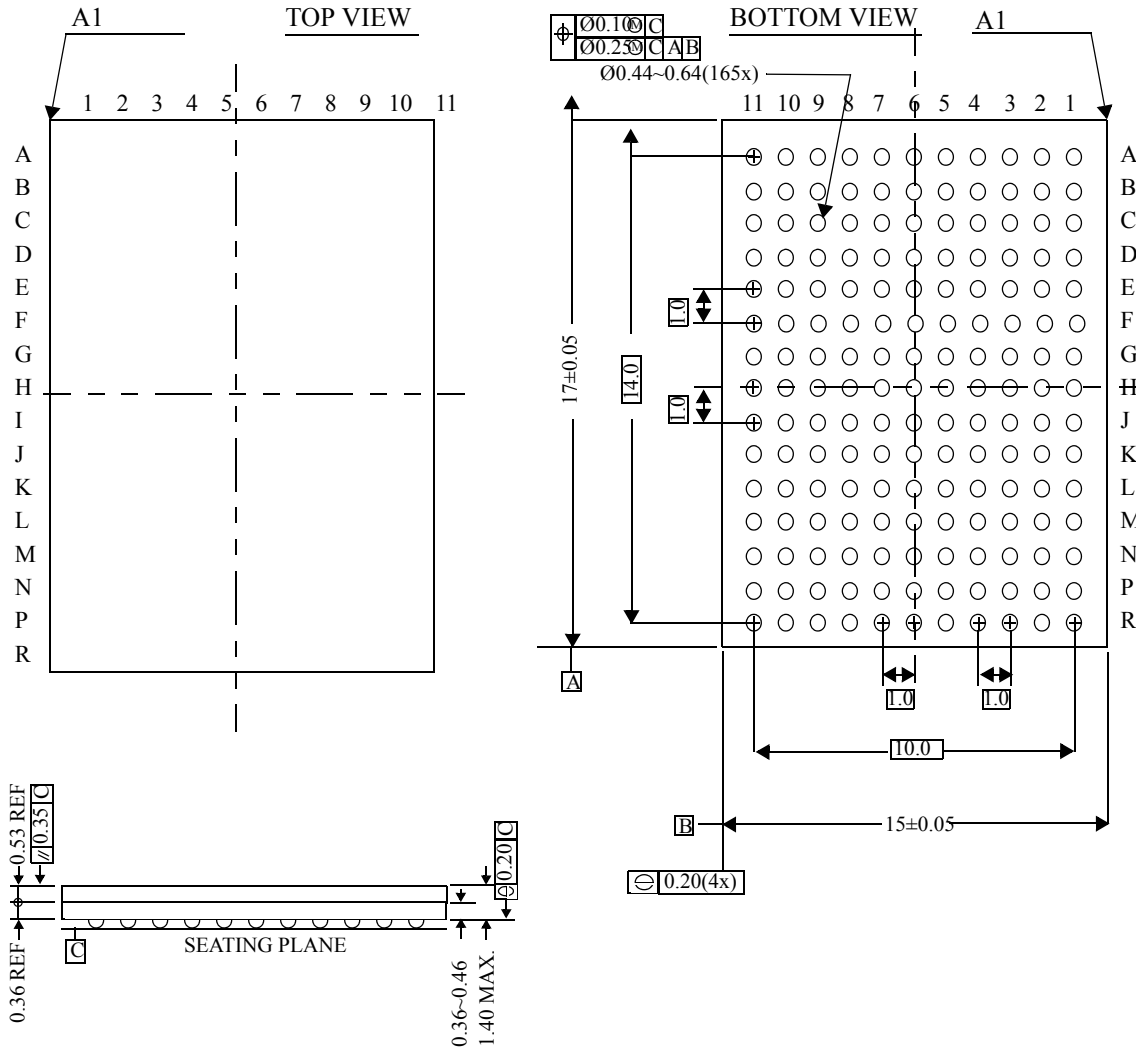 A1
TOP VIEW
BOTTOM VIEW
A1
Ø0.10Ⓜ C
Ø0.25Ⓜ C A B
Ø0.44~0.64(165x)
1 2 3 4 5 6 7 8 9 10 11
11 10 9 8 7 6 5 4 3 2 1
A
B
C
D
E
F
G
H
I
J
K
L
M
N
P
R
A
B
C
D
E
F
G
H
J
K
L
M
N
P
R
1.0
17±0.05
14.0
1.0
A
1.0
1.0
10.0
B
15±0.05
0.20(4x)
0.53 REF
// 0.35 C
0.20 C
C
SEATING PLANE
0.36 REF
0.36~0.46
1.40 MAX.